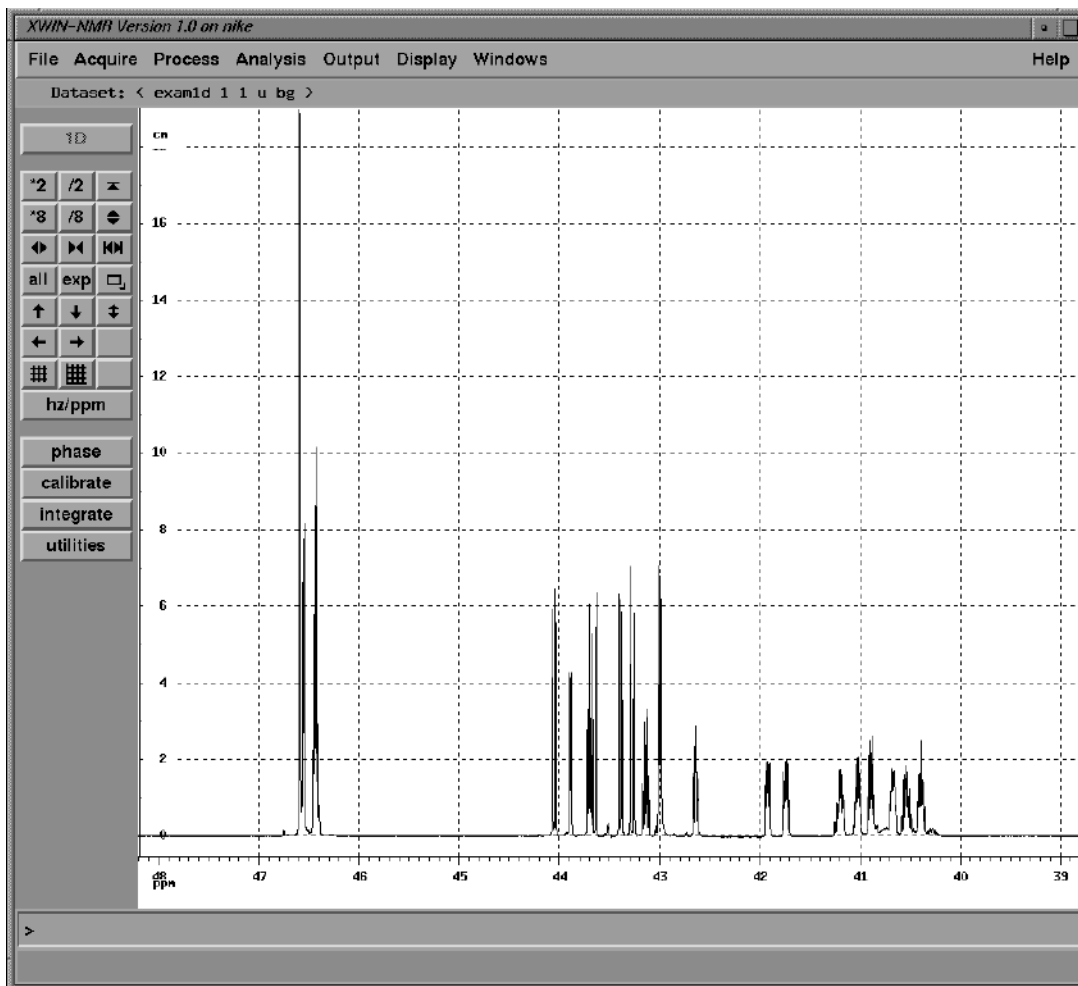 XWIN-NMR Version 1.0 on nike
File Acquire Process Analysis Output Display Windows Help
Dataset: < exam1d 1 1 u bg >
1D
*2 /2
*8 /8
all exp
hz/ppm
phase
calibrate
integrate
utilities
cm
16
14
12
10
8
6
4
2
0
48 47 46 45 44 43 42 41 40 39
ppm
>